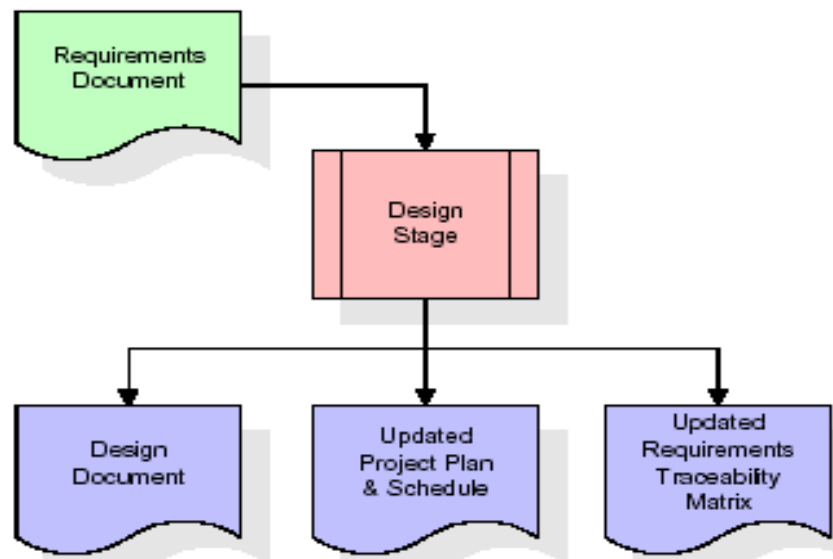 Requirements
Document
Design
Stage
Design
Document
Updated
Project Plan
& Schedule
Updated
Requirements
Traceability
Matrix